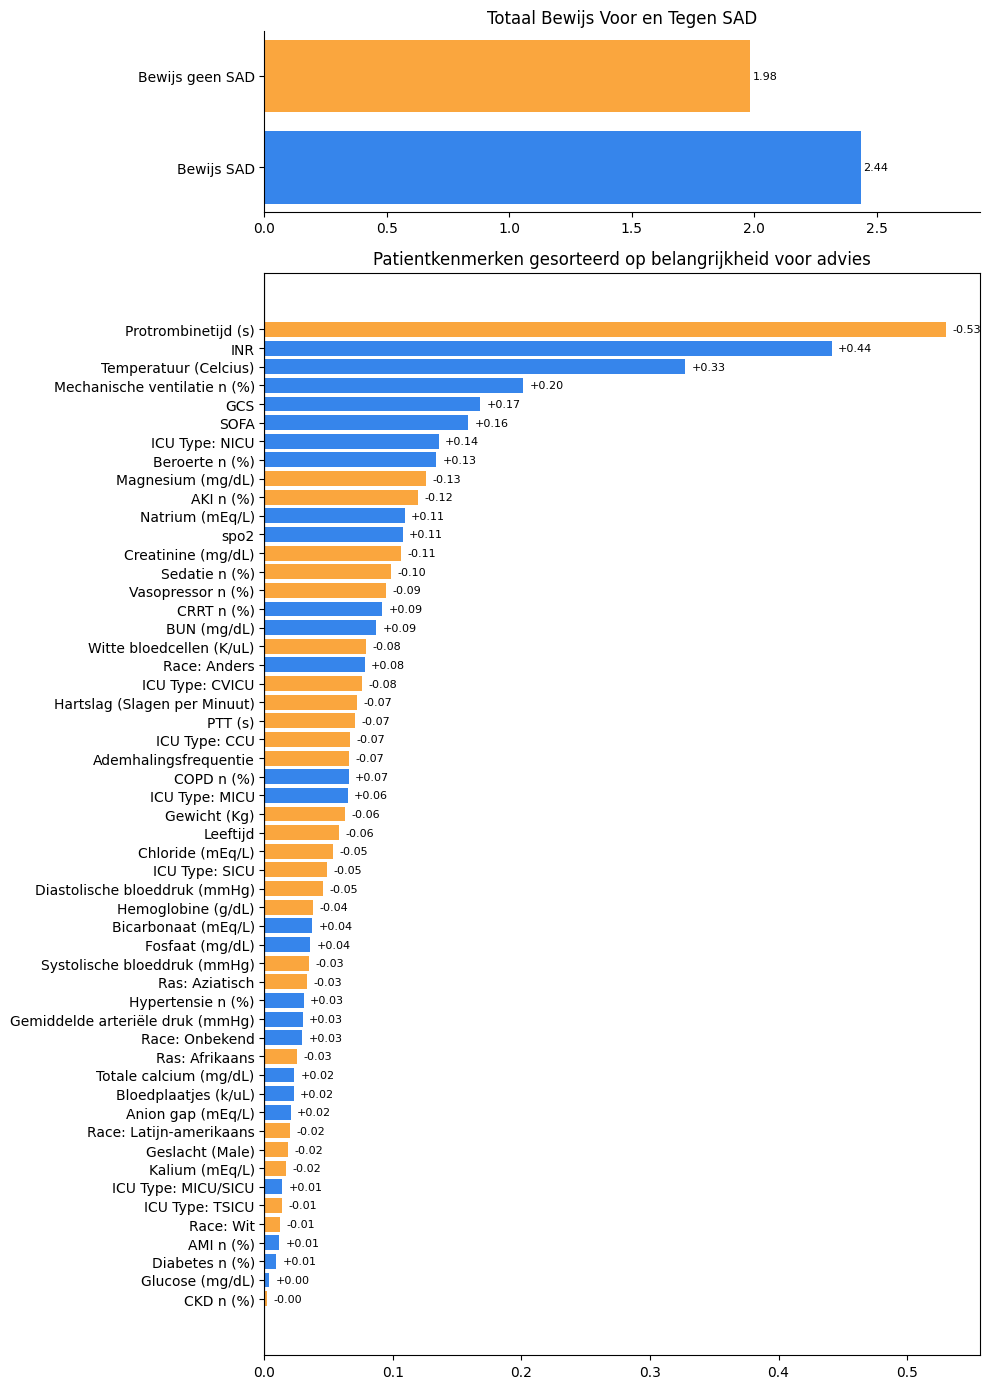 Totaal Bewijs Voor en Tegen SAD
Bewijs geen SAD 1.98
Bewijs SAD 2.44
0.0 0.5 1.0 1.5 2.0 2.5
Patientkenmerken gesorteerd op belangrijkheid voor advies
Protrombinetijd (s) -0.53
INR +0.44
Temperatuur (Celcius) +0.33
Mechanische ventilatie n (%) +0.20
GCS +0.17
SOFA +0.16
ICU Type: NICU +0.14
Beroerte n (%) +0.13
Magnesium (mg/dL) -0.13
AKI n (%) -0.12
Natrium (mEq/L) +0.11
spo2 +0.11
Creatinine (mg/dL) -0.11
Sedatie n (%) -0.10
Vasopressor n (%) -0.09
CRRT n (%) +0.09
BUN (mg/dL) +0.09
Witte bloedcellen (K/uL) -0.08
Race: Anders +0.08
ICU Type: CVICU -0.08
Hartslag (Slagen per Minuut) -0.07
PTT (s) -0.07
ICU Type: CCU -0.07
Ademhalingsfrequentie -0.07
COPD n (%) +0.07
ICU Type: MICU +0.06
Gewicht (Kg) -0.06
Leeftijd -0.06
Chloride (mEq/L) -0.05
ICU Type: SICU -0.05
Diastolische bloeddruk (mmHg) -0.05
Hemoglobine (g/dL) -0.04
Bicarbonaat (mEq/L) +0.04
Fosfaat (mg/dL) +0.04
Systolische bloeddruk (mmHg) -0.03
Ras: Aziatisch -0.03
Hypertensie n (%) +0.03
Gemiddelde arteriële druk (mmHg) +0.03
Race: Onbekend +0.03
Ras: Afrikaans -0.03
Totale calcium (mg/dL) +0.02
Bloedplaatjes (k/uL) +0.02
Anion gap (mEq/L) +0.02
Race: Latijn-amerikaans -0.02
Geslacht (Male) -0.02
Kalium (mEq/L) -0.02
ICU Type: MICU/SICU +0.01
ICU Type: TSICU -0.01
Race: Wit -0.01
AMI n (%) +0.01
Diabetes n (%) +0.01
Glucose (mg/dL) +0.00
CKD n (%) -0.00
0.0 0.1 0.2 0.3 0.4 0.5